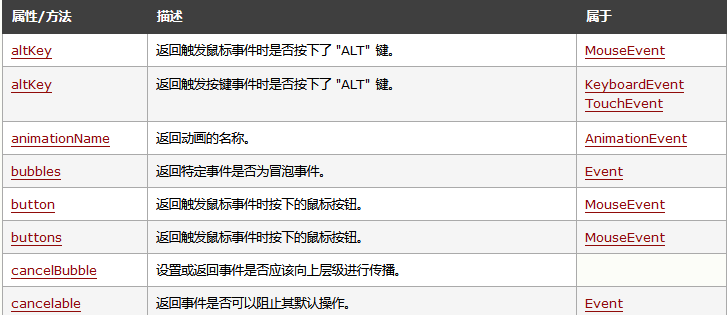 属性/方法 描述 属于
altKey 返回触发鼠标事件时是否按下了 "ALT" 键。 MouseEvent
altKey 返回触发按键事件时是否按下了 "ALT" 键。 KeyboardEvent
TouchEvent
animationName 返回动画的名称。 AnimationEvent
bubbles 返回特定事件是否为冒泡事件。 Event
button 返回触发鼠标事件时按下的鼠标按钮。 MouseEvent
buttons 返回触发鼠标事件时按下的鼠标按钮。 MouseEvent
cancelBubble 设置或返回事件是否应该向上层级进行传播。
cancelable 返回事件是否可以阻止其默认操作。 Event